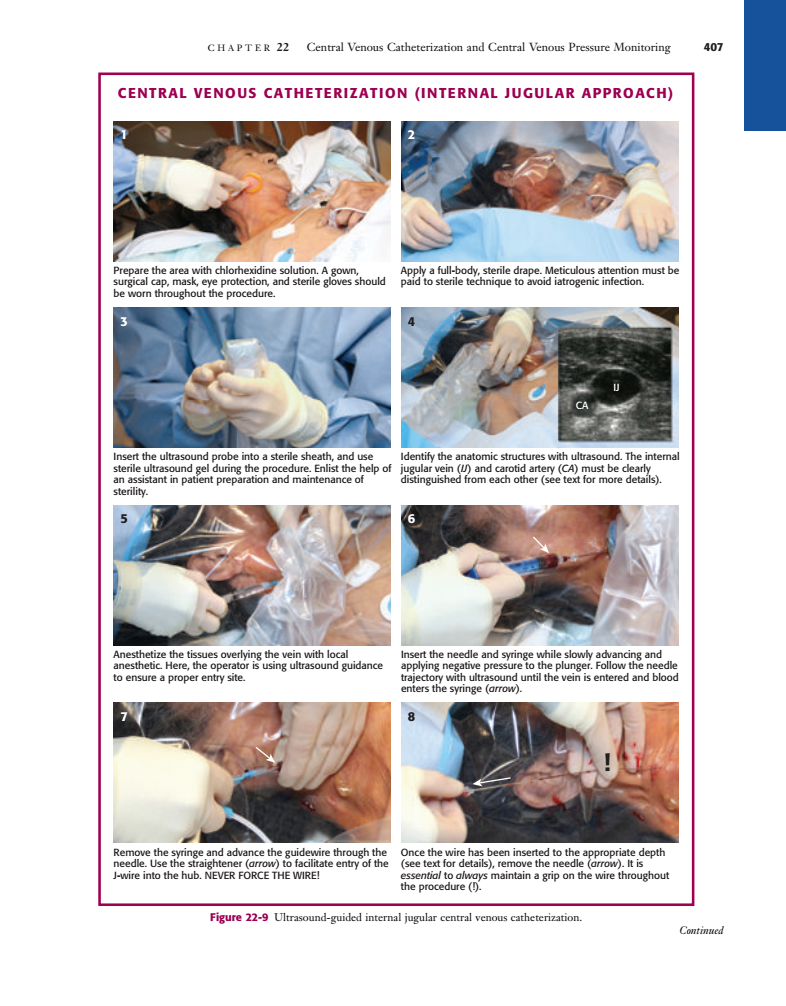 CHAPTER 22 Central Venous Catheterization and Central Venous Pressure Monitoring 407
CENTRAL VENOUS CATHETERIZATION (INTERNAL JUGULAR APPROACH)
1
Prepare the area with chlorhexidine solution. A gown,
surgical cap, mask, eye protection, and sterile gloves should
be worn throughout the procedure.
2
Apply a full-body, sterile drape. Meticulous attention must be
paid to sterile technique to avoid iatrogenic infection.
3
Insert the ultrasound probe into a sterile sheath, and use
sterile ultrasound gel during the procedure. Enlist the help of
an assistant in patient preparation and maintenance of
sterility.
4
IJ
CA
Identify the anatomic structures with ultrasound. The internal
jugular vein (IJ) and carotid artery (CA) must be clearly
distinguished from each other (see text for more details).
5
Anesthetize the tissues overlying the vein with local
anesthetic. Here, the operator is using ultrasound guidance
to ensure a proper entry site.
6
Insert the needle and syringe while slowly advancing and
applying negative pressure to the plunger. Follow the needle
trajectory with ultrasound until the vein is entered and blood
enters the syringe (arrow).
7
Remove the syringe and advance the guidewire through the
needle. Use the straightener (arrow) to facilitate entry of the
J-wire into the hub. NEVER FORCE THE WIRE!
8
!
Once the wire has been inserted to the appropriate depth
(see text for details), remove the needle (arrow). It is
essential to always maintain a grip on the wire throughout
the procedure (!).
Figure 22-9 Ultrasound-guided internal jugular central venous catheterization.
Continued